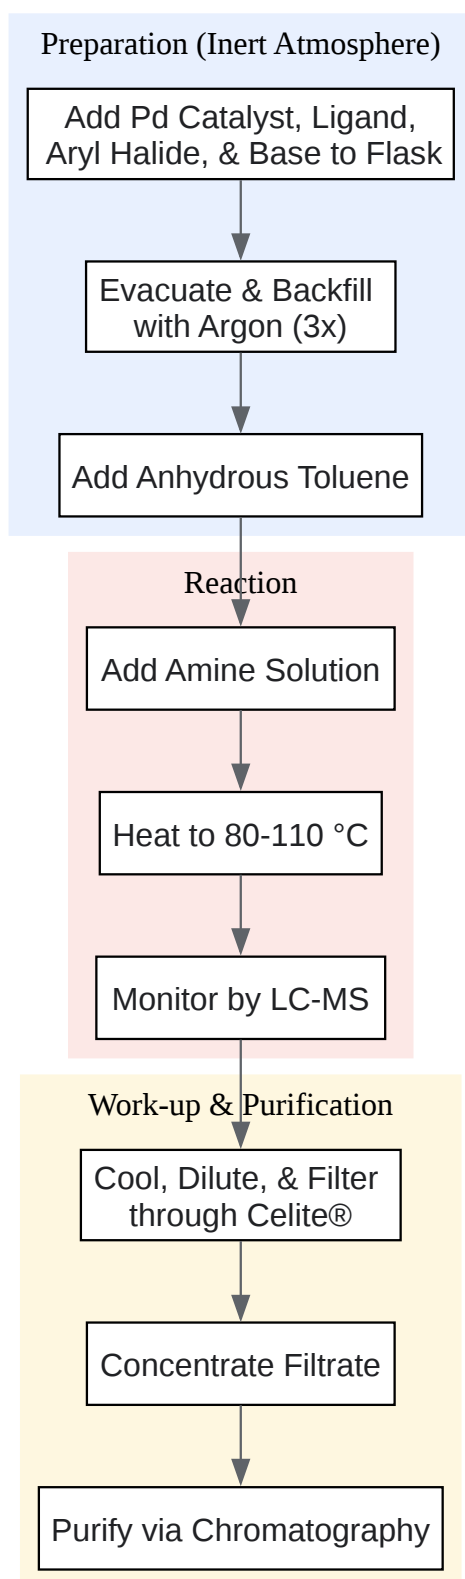 Preparation (Inert Atmosphere)
Add Pd Catalyst, Ligand,
Aryl Halide, & Base to Flask
Evacuate & Backfill
with Argon (3x)
Add Anhydrous Toluene
Reaction
Add Amine Solution
Heat to 80-110 °C
Monitor by LC-MS
Work-up & Purification
Cool, Dilute, & Filter
through Celite®
Concentrate Filtrate
Purify via Chromatography